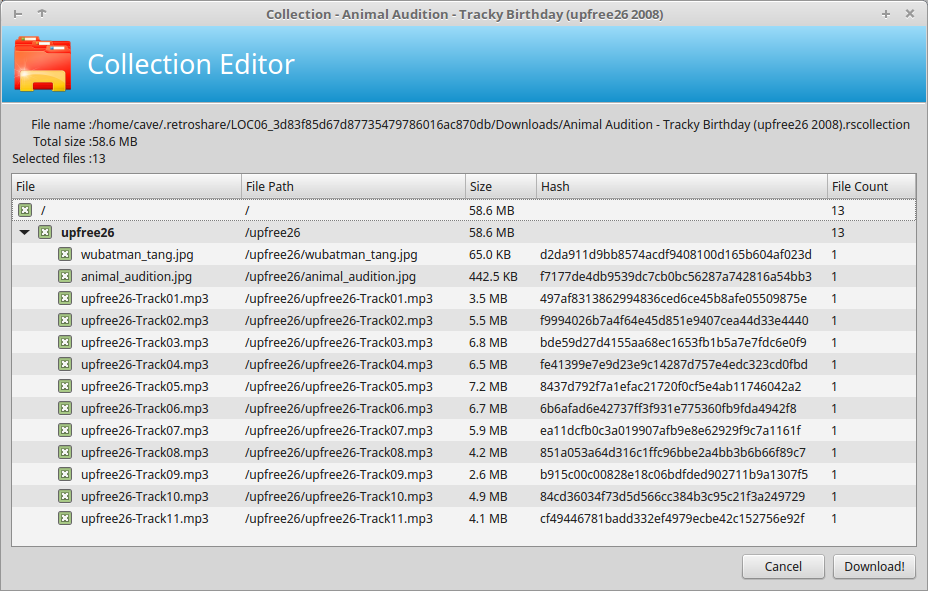 Collection - Animal Audition - Tracky Birthday (upfree26 2008)
Collection Editor
File name :/home/cave/.retroshare/LOC06_3d83f85d67d87735479786016ac870db/Downloads/Animal Audition - Tracky Birthday (upfree26 2008).rscollection
Total size :58.6 MB
Selected files :13
File File Path Size Hash File Count
/ / 58.6 MB 13
upfree26 /upfree26 58.6 MB 13
wubatman_tang.jpg /upfree26/wubatman_tang.jpg 65.0 KB d2da911d9bb8574acdf9408100d165b604af023d 1
animal_audition.jpg /upfree26/animal_audition.jpg 442.5 KB f7177de4db9539dc7cb0bc56287a742816a54bb3 1
upfree26-Track01.mp3 /upfree26/upfree26-Track01.mp3 3.5 MB 497af8313862994836ced6ce45b8afe05509875e 1
upfree26-Track02.mp3 /upfree26/upfree26-Track02.mp3 5.5 MB f9994026b7a4f64e45d851e9407cea44d33e4440 1
upfree26-Track03.mp3 /upfree26/upfree26-Track03.mp3 6.8 MB bde59d27d4155aa68ec1653fb1b5a7e7fdc6e0f9 1
upfree26-Track04.mp3 /upfree26/upfree26-Track04.mp3 6.5 MB fe41399e7e9d23e9c14287d757e4edc323cd0fbd 1
upfree26-Track05.mp3 /upfree26/upfree26-Track05.mp3 7.2 MB 8437d792f7a1efac21720f0cf5e4ab11746042a2 1
upfree26-Track06.mp3 /upfree26/upfree26-Track06.mp3 6.7 MB 6b6afad6e42737ff3f931e775360fb9fda4942f8 1
upfree26-Track07.mp3 /upfree26/upfree26-Track07.mp3 5.9 MB ea11dcfb0c3a019907afb9e8e62929f9c7a1161f 1
upfree26-Track08.mp3 /upfree26/upfree26-Track08.mp3 4.2 MB 851a053a64d316c1ffc96bbe2a4bb3b6b66f89c7 1
upfree26-Track09.mp3 /upfree26/upfree26-Track09.mp3 2.6 MB b915c00c00828e18c06bdfded902711b9a1307f5 1
upfree26-Track10.mp3 /upfree26/upfree26-Track10.mp3 4.9 MB 84cd36034f73d5d566cc384b3c95c21f3a249729 1
upfree26-Track11.mp3 /upfree26/upfree26-Track11.mp3 4.1 MB cf49446781badd332ef4979ecbe42c152756e92f 1
Cancel Download!